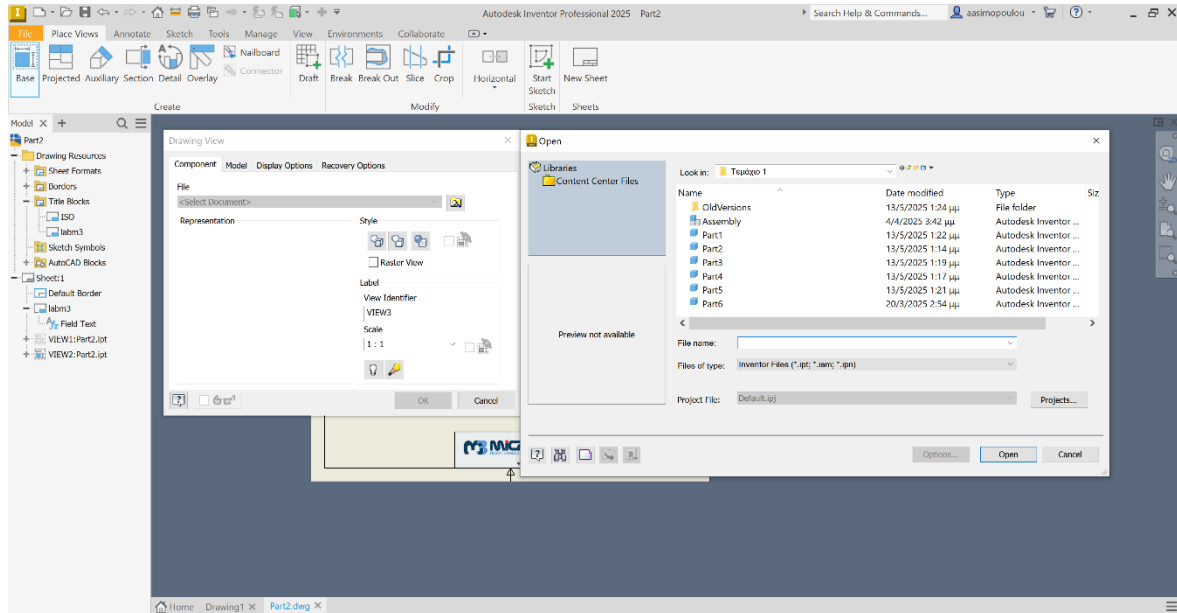 Autodesk Inventor Professional 2025 Part2
Search Help & Commands...
aasimopoulou
File Place Views Annotate Sketch Tools Manage View Environments Collaborate
Base Projected Auxiliary Section Detail Overlay
Nailboard
Connector
Draft Break Break Out Slice Crop
Horizontal
Start
Sketch
New Sheet
Create Modify Sketch Sheets
Model
Part2
Drawing Resources
Sheet Formats
Borders
Title Blocks
ISO
labm3
Sketch Symbols
AutoCAD Blocks
Sheet:1
Default Border
labm3
Field Text
VIEW1:Part2.ipt
VIEW2:Part2.ipt
Drawing View
Component Model Display Options Recovery Options
File
<Select Document>
Representation
Style
Raster View
Label
View Identifier
VIEW3
Scale
1 : 1
OK Cancel
Open
Libraries
Content Center Files
Preview not available
Look in: Τεμάχιο 1
Name Date modified Type Siz
OldVersions 13/5/2025 1:24 μμ File folder
Assembly 4/4/2025 3:42 μμ Autodesk Inventor ...
Part1 13/5/2025 1:22 μμ Autodesk Inventor ...
Part2 13/5/2025 1:14 μμ Autodesk Inventor ...
Part3 13/5/2025 1:19 μμ Autodesk Inventor ...
Part4 13/5/2025 1:17 μμ Autodesk Inventor ...
Part5 13/5/2025 1:21 μμ Autodesk Inventor ...
Part6 20/3/2025 2:54 μμ Autodesk Inventor ...
File name:
Files of type: Inventor Files (*.ipt; *.iam; *.ipn)
Project File: Default.ipj
Projects...
Options... Open Cancel
Home Drawing1 Part2.dwg